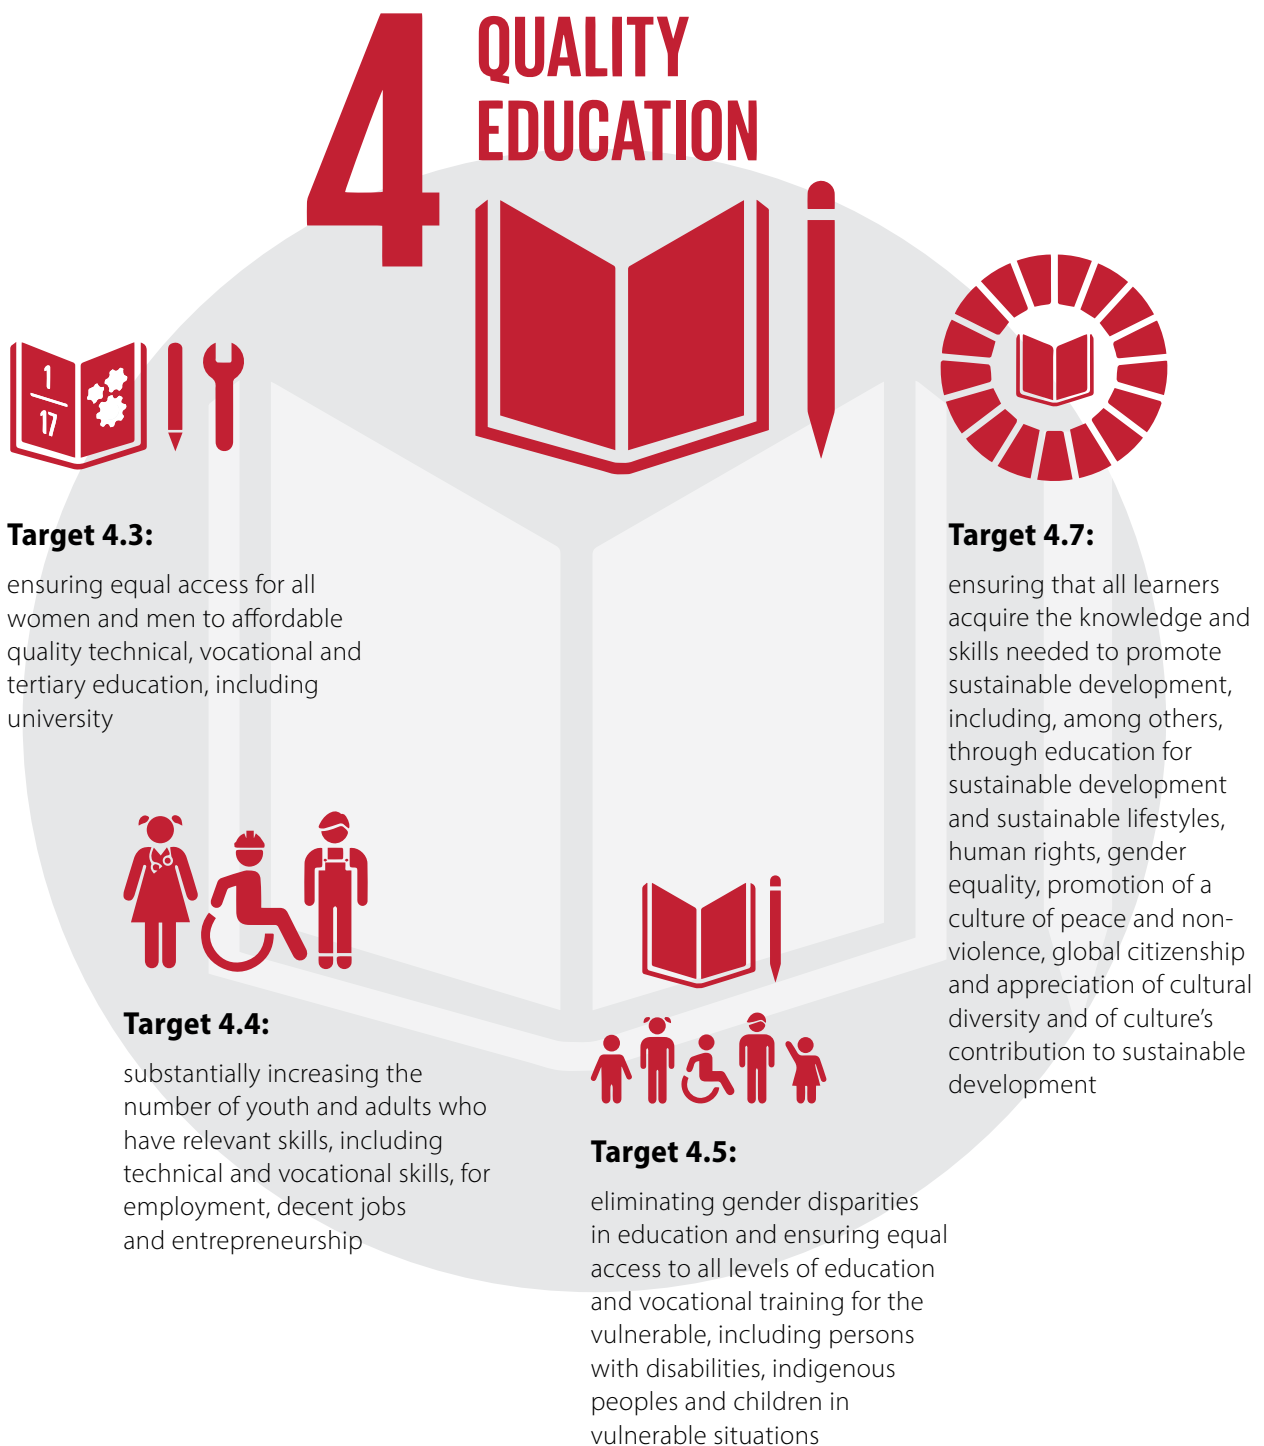 4
QUALITY
EDUCATION
1
17
Target 4.3:
ensuring equal access for all
women and men to affordable
quality technical, vocational and
tertiary education, including
university
Target 4.4:
substantially increasing the
number of youth and adults who
have relevant skills, including
technical and vocational skills, for
employment, decent jobs
and entrepreneurship
Target 4.5:
eliminating gender disparities
in education and ensuring equal
access to all levels of education
and vocational training for the
vulnerable, including persons
with disabilities, indigenous
peoples and children in
vulnerable situations
Target 4.7:
ensuring that all learners
acquire the knowledge and
skills needed to promote
sustainable development,
including, among others,
through education for
sustainable development
and sustainable lifestyles,
human rights, gender
equality, promotion of a
culture of peace and non-
violence, global citizenship
and appreciation of cultural
diversity and of culture’s
contribution to sustainable
development